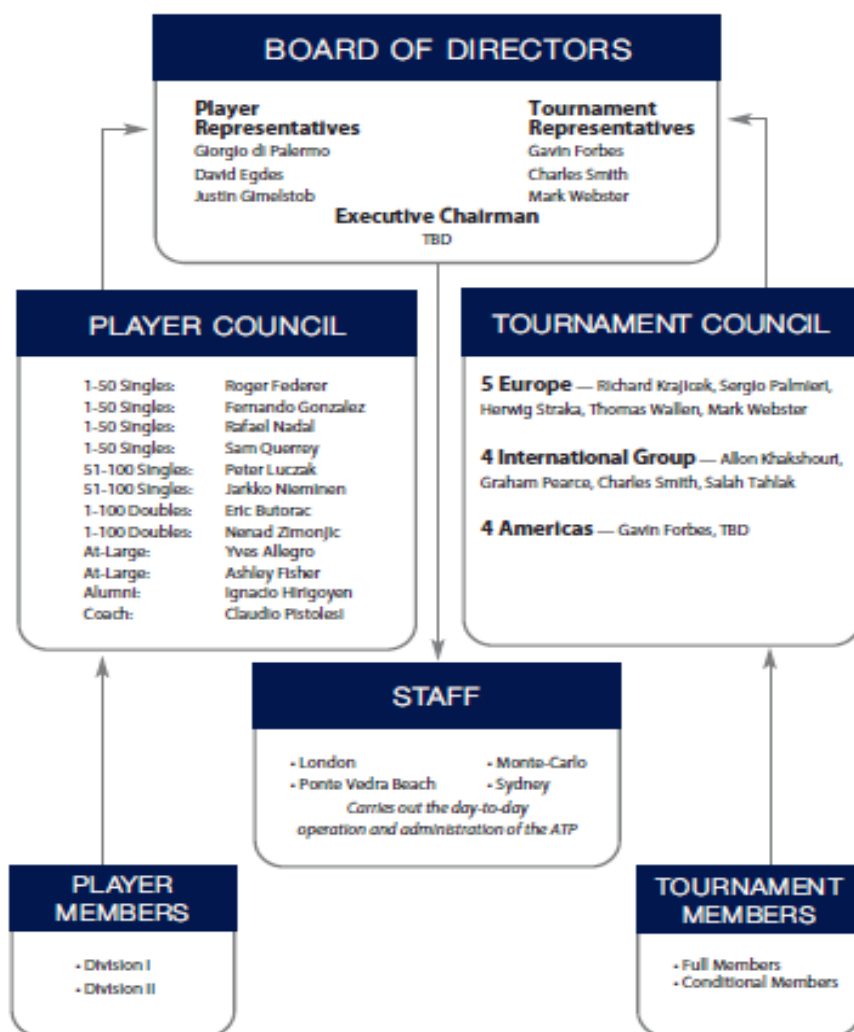 BOARD OF DIRECTORS
Player
Representatives
Giorgio di Palermo
David Egdes
Justin Gimelstob
Tournament
Representatives
Gavin Forbes
Charles Smith
Mark Webster
Executive Chairman
TBD
PLAYER COUNCIL
1-50 Singles: Roger Federer
1-50 Singles: Fernando Gonzalez
1-50 Singles: Rafael Nadal
1-50 Singles: Sam Querrey
51-100 Singles: Peter Luczak
51-100 Singles: Jarkko Nieminen
1-100 Doubles: Eric Butorac
1-100 Doubles: Nenad Zimonjic
At-Large: Yves Allegro
At-Large: Ashley Fisher
Alumni: Ignacio Hirigoyen
Coach: Claudio Pistolesi
TOURNAMENT COUNCIL
5 Europe — Richard Krajicek, Sergio Palmieri,
Herwig Straka, Thomas Wallen, Mark Webster
4 International Group — Allon Khakshouri,
Graham Pearce, Charles Smith, Salah Tahlak
4 Americas — Gavin Forbes, TBD
STAFF
• London
• Ponte Vedra Beach
• Monte-Carlo
• Sydney
Carries out the day-to-day
operation and administration of the ATP
PLAYER
MEMBERS
• Division I
• Division II
TOURNAMENT
MEMBERS
• Full Members
• Conditional Members